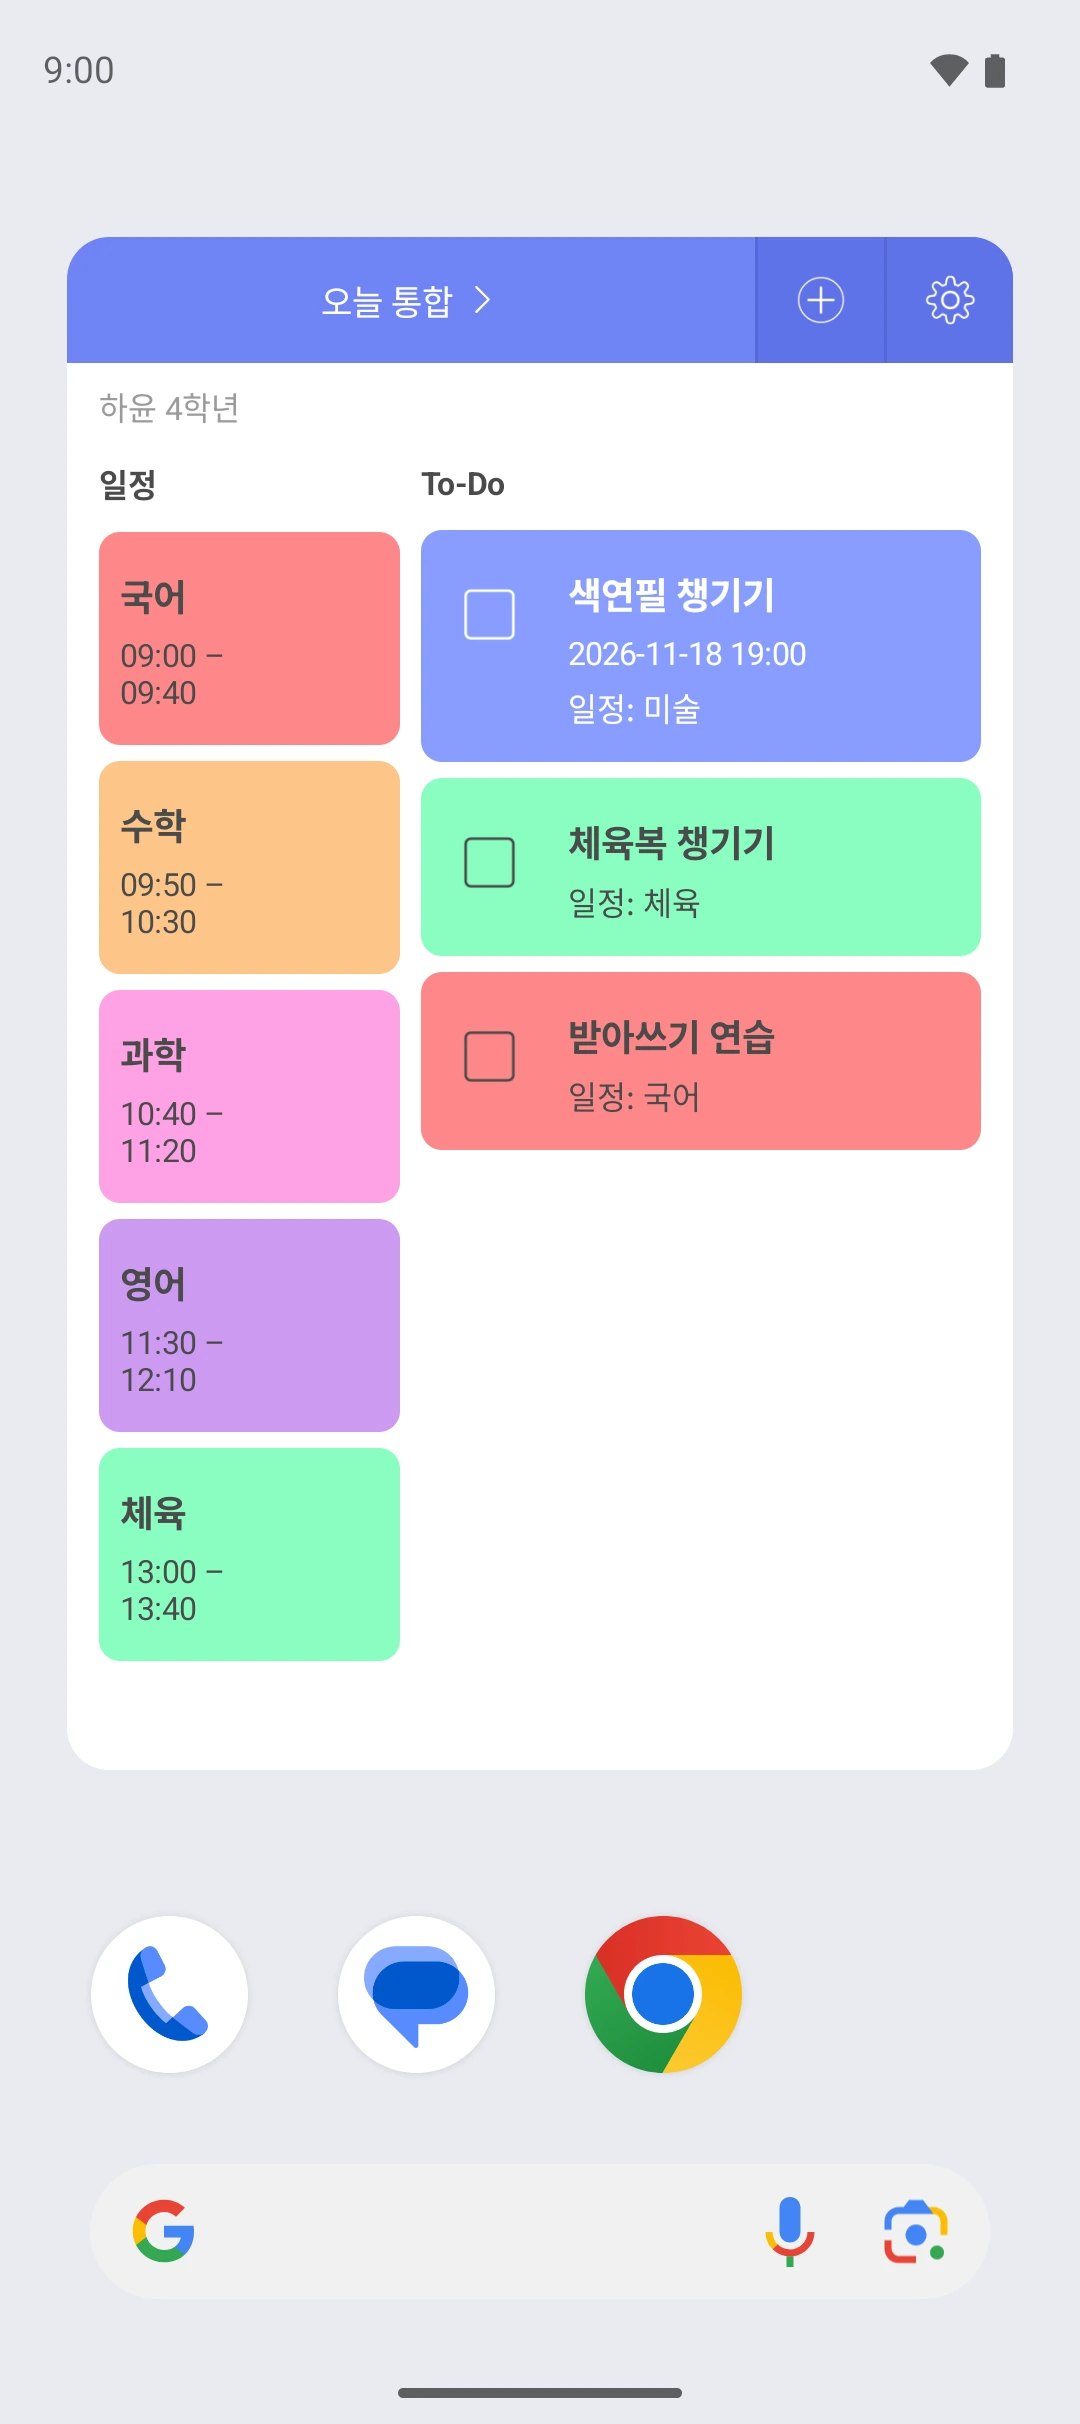 9:00
오늘 통합
하윤 4학년
일정
국어
09:00 –
09:40
수학
09:50 –
10:30
과학
10:40 –
11:20
영어
11:30 –
12:10
체육
13:00 –
13:40
To-Do
색연필 챙기기
2026-11-18 19:00
일정: 미술
체육복 챙기기
일정: 체육
받아쓰기 연습
일정: 국어